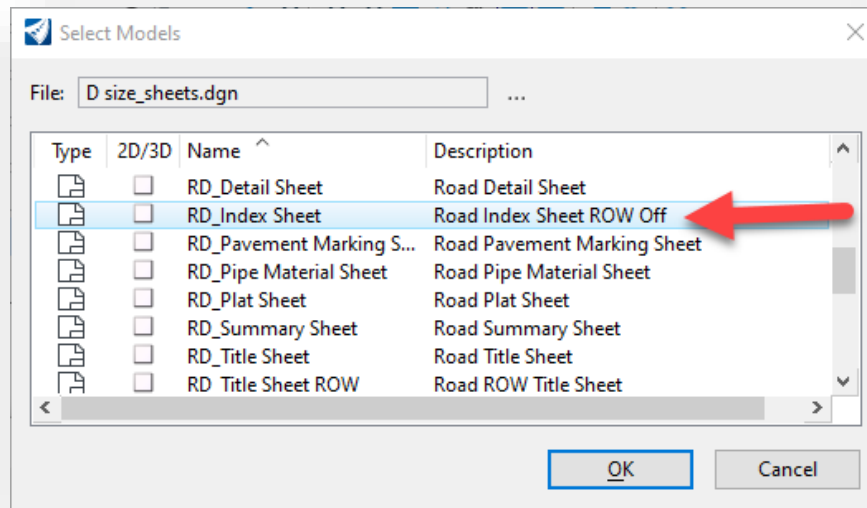 Select Models
File: D size_sheets.dgn ...
Type 2D/3D Name Description
RD_Detail Sheet Road Detail Sheet
RD_Index Sheet Road Index Sheet ROW Off
RD_Pavement Marking S... Road Pavement Marking Sheet
RD_Pipe Material Sheet Road Pipe Material Sheet
RD_Plat Sheet Road Plat Sheet
RD_Summary Sheet Road Summary Sheet
RD_Title Sheet Road Title Sheet
RD_Title Sheet ROW Road ROW Title Sheet
OK Cancel